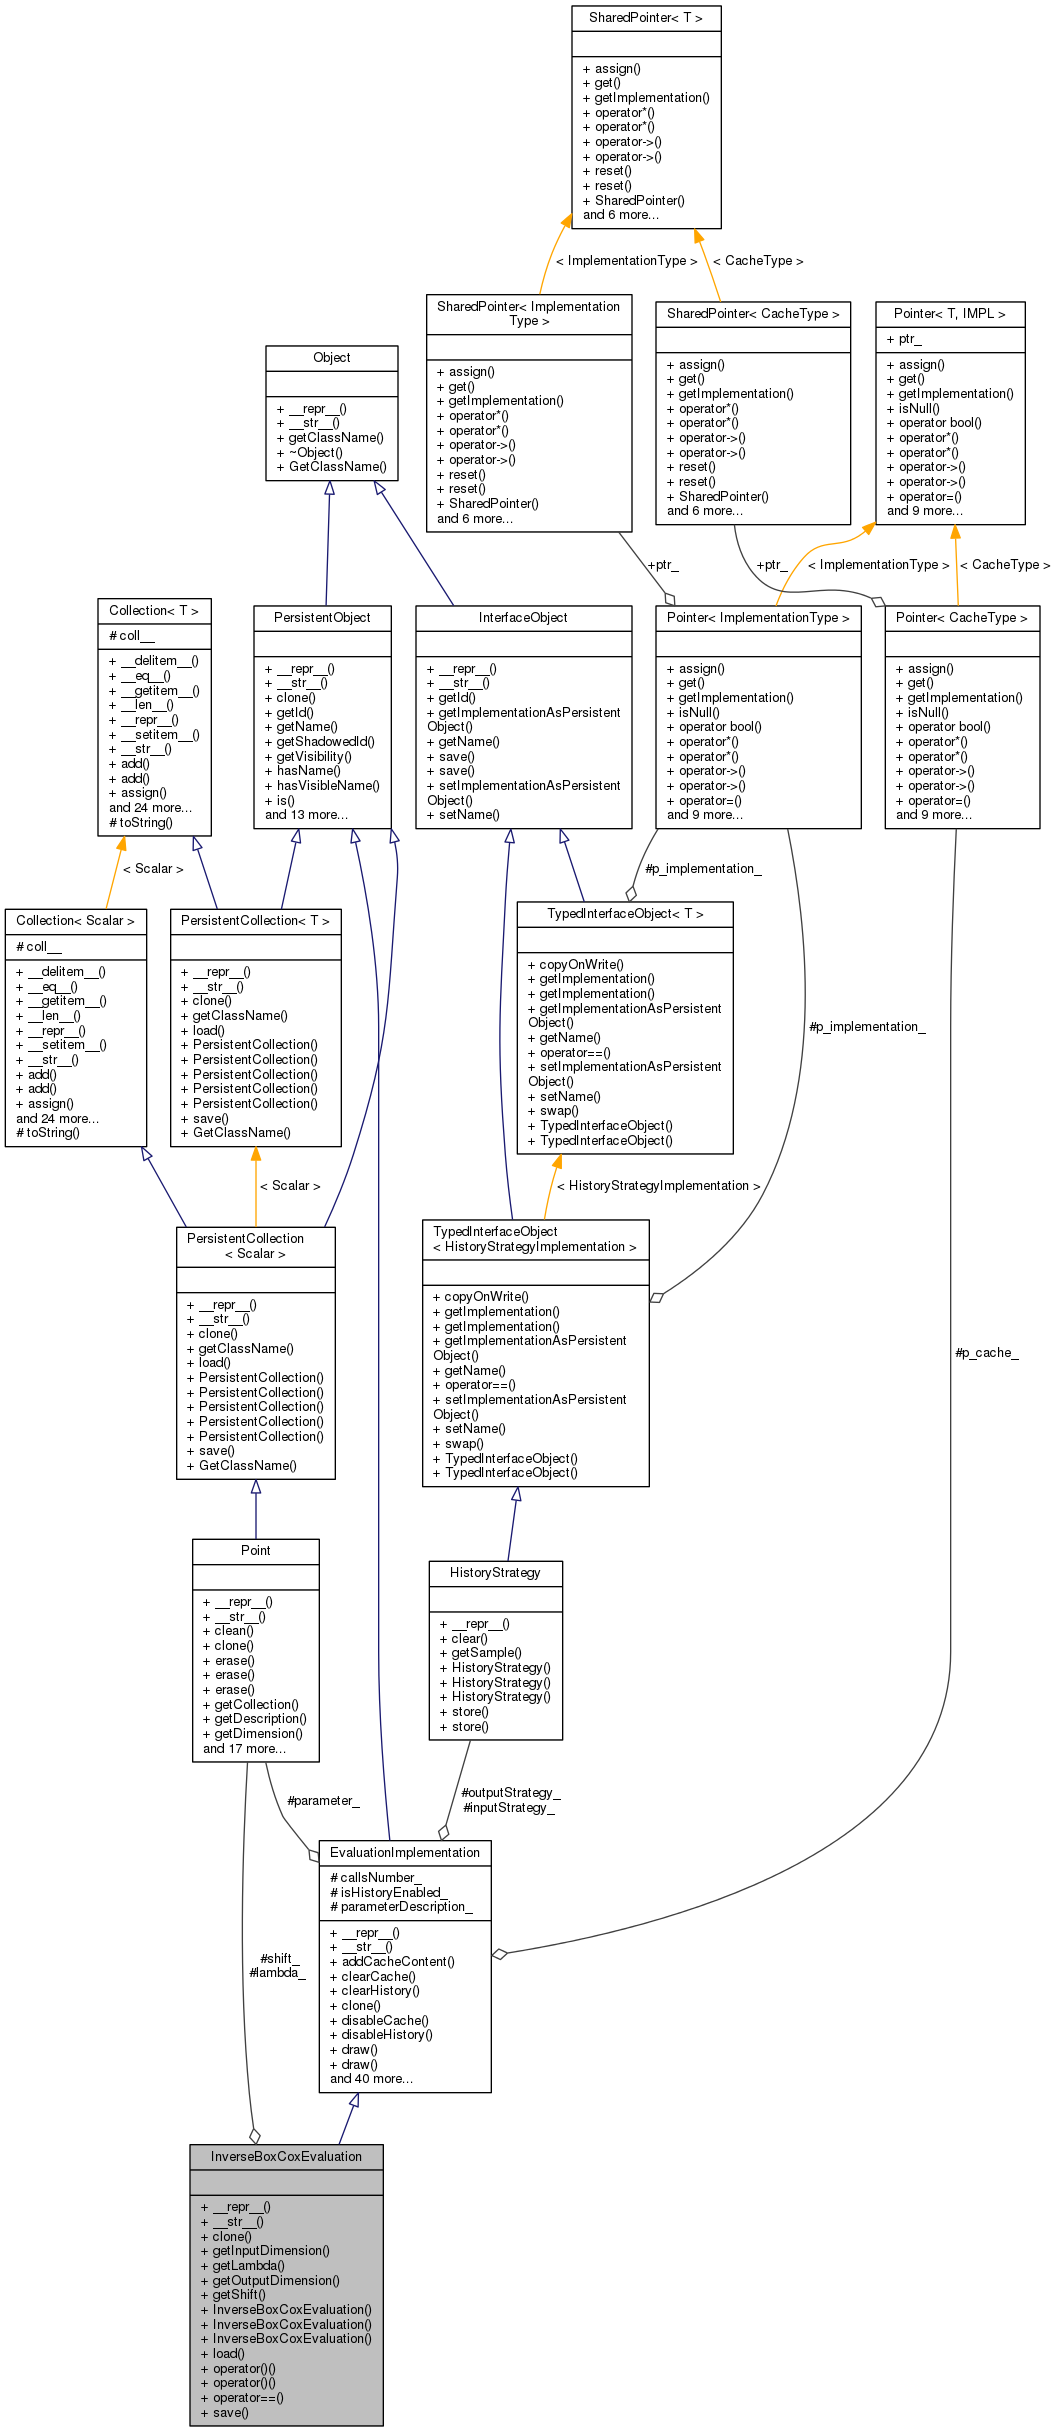 SharedPointer< T >
+ assign()
+ get()
+ getImplementation()
+ operator*()
+ operator*()
+ operator->()
+ operator->()
+ reset()
+ reset()
+ SharedPointer()
and 6 more...
< ImplementationType >
< CacheType >
SharedPointer< Implementation
Type >
+ assign()
+ get()
+ getImplementation()
+ operator*()
+ operator*()
+ operator->()
+ operator->()
+ reset()
+ reset()
+ SharedPointer()
and 6 more...
SharedPointer< CacheType >
+ assign()
+ get()
+ getImplementation()
+ operator*()
+ operator*()
+ operator->()
+ operator->()
+ reset()
+ reset()
+ SharedPointer()
and 6 more...
Pointer< T, IMPL >
+ ptr_
+ assign()
+ get()
+ getImplementation()
+ isNull()
+ operator bool()
+ operator*()
+ operator*()
+ operator->()
+ operator->()
+ operator=()
and 9 more...
Object
+ __repr__()
+ __str__()
+ getClassName()
+ ~Object()
+ GetClassName()
+ptr_
+ptr_
< ImplementationType >
< CacheType >
Collection< T >
# coll__
+ __delitem__()
+ __eq__()
+ __getitem__()
+ __len__()
+ __repr__()
+ __setitem__()
+ __str__()
+ add()
+ add()
+ assign()
and 24 more...
# toString()
PersistentObject
+ __repr__()
+ __str__()
+ clone()
+ getId()
+ getName()
+ getShadowedId()
+ getVisibility()
+ hasName()
+ hasVisibleName()
+ is()
and 13 more...
InterfaceObject
+ __repr__()
+ __str__()
+ getId()
+ getImplementationAsPersistent
Object()
+ getName()
+ save()
+ save()
+ setImplementationAsPersistent
Object()
+ setName()
Pointer< ImplementationType >
+ assign()
+ get()
+ getImplementation()
+ isNull()
+ operator bool()
+ operator*()
+ operator*()
+ operator->()
+ operator->()
+ operator=()
and 9 more...
Pointer< CacheType >
+ assign()
+ get()
+ getImplementation()
+ isNull()
+ operator bool()
+ operator*()
+ operator*()
+ operator->()
+ operator->()
+ operator=()
and 9 more...
< Scalar >
#p_implementation_
Collection< Scalar >
# coll__
+ __delitem__()
+ __eq__()
+ __getitem__()
+ __len__()
+ __repr__()
+ __setitem__()
+ __str__()
+ add()
+ add()
+ assign()
and 24 more...
# toString()
PersistentCollection< T >
+ __repr__()
+ __str__()
+ clone()
+ getClassName()
+ load()
+ PersistentCollection()
+ PersistentCollection()
+ PersistentCollection()
+ PersistentCollection()
+ PersistentCollection()
+ save()
+ GetClassName()
TypedInterfaceObject< T >
+ copyOnWrite()
+ getImplementation()
+ getImplementation()
+ getImplementationAsPersistent
Object()
+ getName()
+ operator==()
+ setImplementationAsPersistent
Object()
+ setName()
+ swap()
+ TypedInterfaceObject()
+ TypedInterfaceObject()
#p_implementation_
< Scalar >
< HistoryStrategyImplementation >
PersistentCollection
< Scalar >
+ __repr__()
+ __str__()
+ clone()
+ getClassName()
+ load()
+ PersistentCollection()
+ PersistentCollection()
+ PersistentCollection()
+ PersistentCollection()
+ PersistentCollection()
+ save()
+ GetClassName()
TypedInterfaceObject
< HistoryStrategyImplementation >
+ copyOnWrite()
+ getImplementation()
+ getImplementation()
+ getImplementationAsPersistent
Object()
+ getName()
+ operator==()
+ setImplementationAsPersistent
Object()
+ setName()
+ swap()
+ TypedInterfaceObject()
+ TypedInterfaceObject()
#p_cache_
Point
+ __repr__()
+ __str__()
+ clean()
+ clone()
+ erase()
+ erase()
+ erase()
+ getCollection()
+ getDescription()
+ getDimension()
and 17 more...
HistoryStrategy
+ __repr__()
+ clear()
+ getSample()
+ HistoryStrategy()
+ HistoryStrategy()
+ HistoryStrategy()
+ store()
+ store()
#parameter_
#outputStrategy_
#inputStrategy_
EvaluationImplementation
# callsNumber_
# isHistoryEnabled_
# parameterDescription_
+ __repr__()
+ __str__()
+ addCacheContent()
+ clearCache()
+ clearHistory()
+ clone()
+ disableCache()
+ disableHistory()
+ draw()
+ draw()
and 40 more...
#shift_
#lambda_
InverseBoxCoxEvaluation
+ __repr__()
+ __str__()
+ clone()
+ getInputDimension()
+ getLambda()
+ getOutputDimension()
+ getShift()
+ InverseBoxCoxEvaluation()
+ InverseBoxCoxEvaluation()
+ InverseBoxCoxEvaluation()
+ load()
+ operator()()
+ operator()()
+ operator==()
+ save()